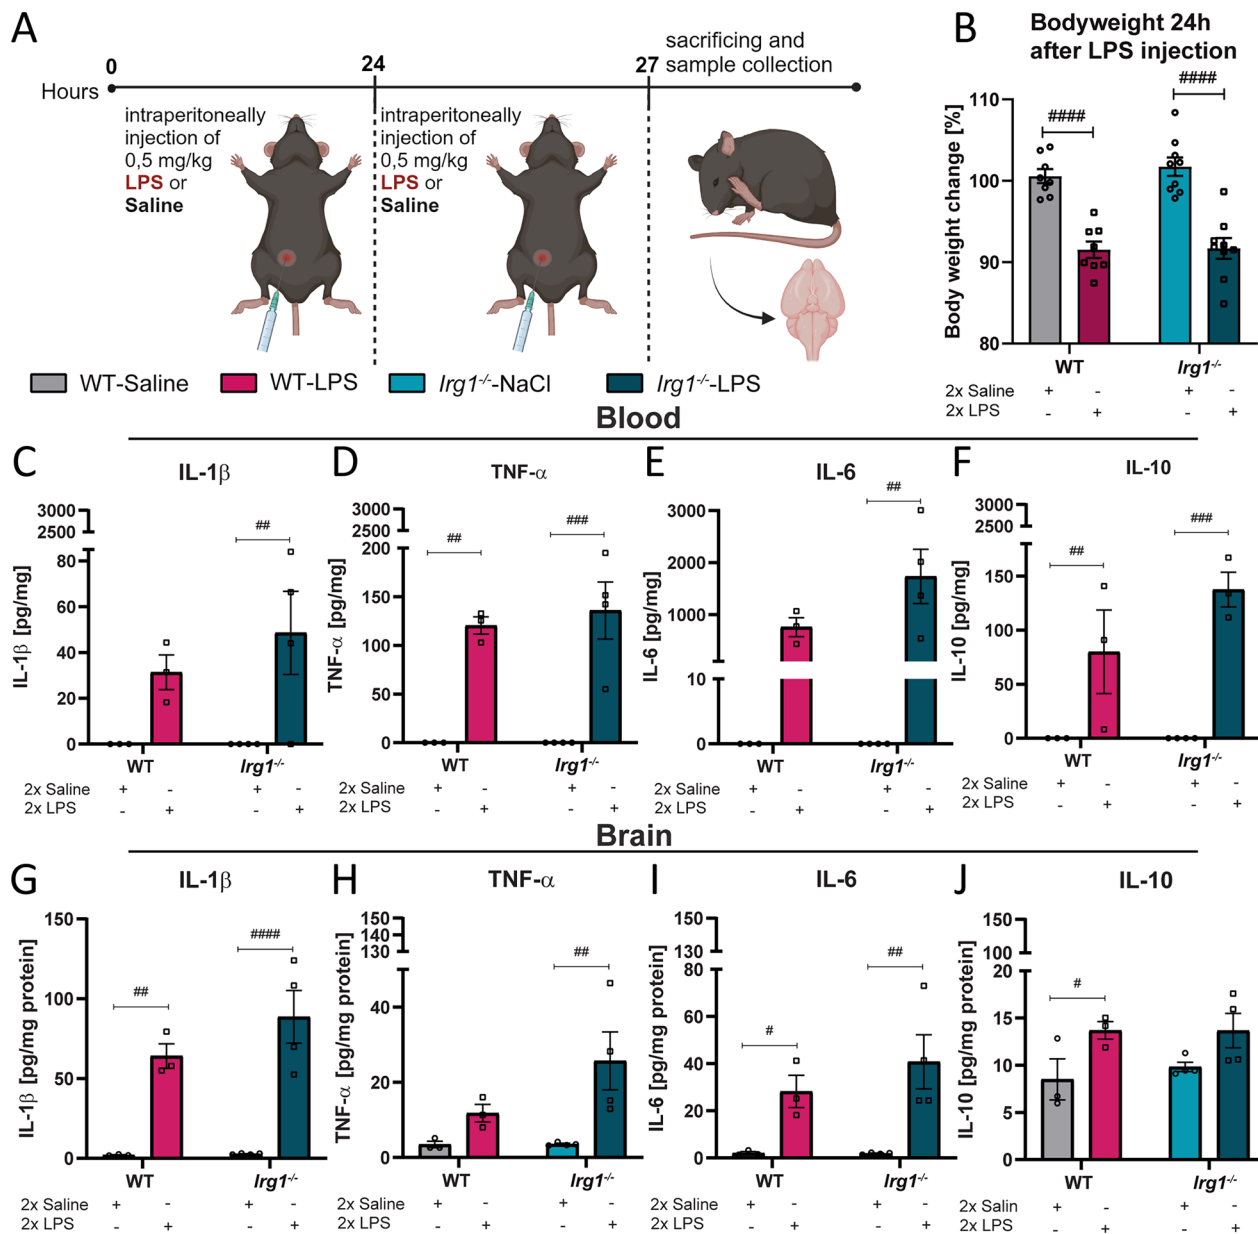 A
0
24
27
sacrificing and
sample collection
Hours
intraperitoneally
injection of
0,5 mg/kg
LPS or
Saline
intraperitoneally
injection of
0,5 mg/kg
LPS or
Saline
B
Bodyweight 24h
after LPS injection
Body weight change [%]
110
100
90
80
####
####
WT
Irg1-/-
2x Saline + - + -
2x LPS - + - +
WT-Saline
WT-LPS
Irg1-/--NaCl
Irg1-/--LPS
Blood
C
IL-1β
IL-1β [pg/mg]
3000
2500
80
60
40
20
0
##
WT
Irg1-/-
2x Saline + - + -
2x LPS - + - +
D
TNF-α
TNF-α [pg/mg]
3000
2500
200
150
100
50
0
##
###
WT
Irg1-/-
2x Saline + - + -
2x LPS - + - +
E
IL-6
IL-6 [pg/mg]
3000
2000
1000
10
0
##
WT
Irg1-/-
2x Saline + - + -
2x LPS - + - +
F
IL-10
IL-10 [pg/mg]
3000
2500
150
100
50
0
##
###
WT
Irg1-/-
2x Saline + - + -
2x LPS - + - +
Brain
G
IL-1β
IL-1β [pg/mg protein]
150
100
50
0
##
####
WT
Irg1-/-
2x Saline + - + -
2x LPS - + - +
H
TNF-α
TNF-α [pg/mg protein]
150
140
130
40
20
0
##
WT
Irg1-/-
2x Saline + - + -
2x LPS - + - +
I
IL-6
IL-6 [pg/mg protein]
150
130
80
60
40
20
0
#
##
WT
Irg1-/-
2x Saline + - + -
2x LPS - + - +
J
IL-10
IL-10 [pg/mg protein]
150
100
20
15
10
5
0
#
WT
Irg1-/-
2x Salin + - + -
2x LPS - + - +